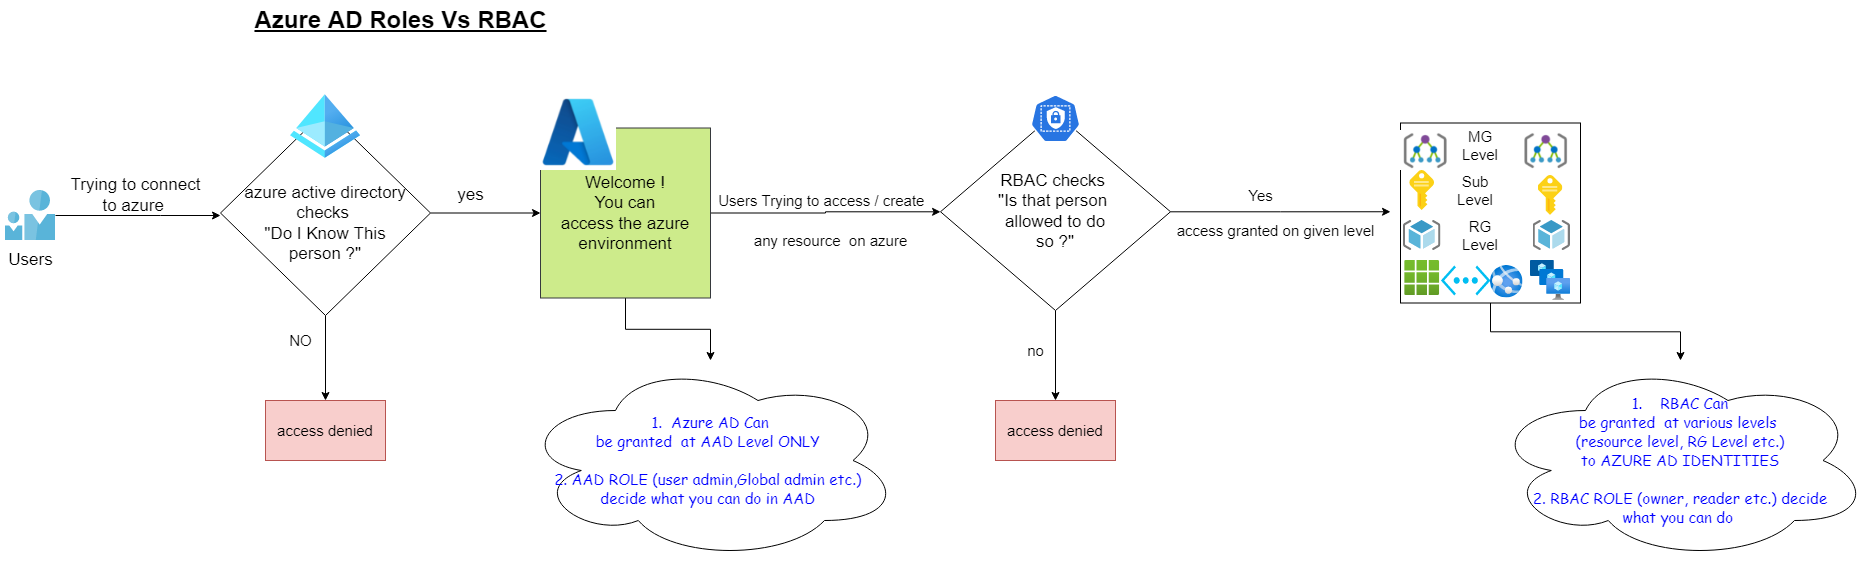 Azure AD Roles Vs RBAC
Users
Trying to connect
to azure
azure active directory
checks
"Do I Know This
person ?"
NO
access denied
yes
Welcome !
You can
access the azure
environment
1. Azure AD Can
be granted at AAD Level ONLY
2. AAD ROLE (user admin,Global admin etc.)
decide what you can do in AAD
Users Trying to access / create
any resource on azure
RBAC checks
"Is that person
allowed to do
so ?"
no
access denied
Yes
access granted on given level
MG
Level
Sub
Level
RG
Level
1. RBAC Can
be granted at various levels
(resource level, RG Level etc.)
to AZURE AD IDENTITIES
2. RBAC ROLE (owner, reader etc.) decide
what you can do